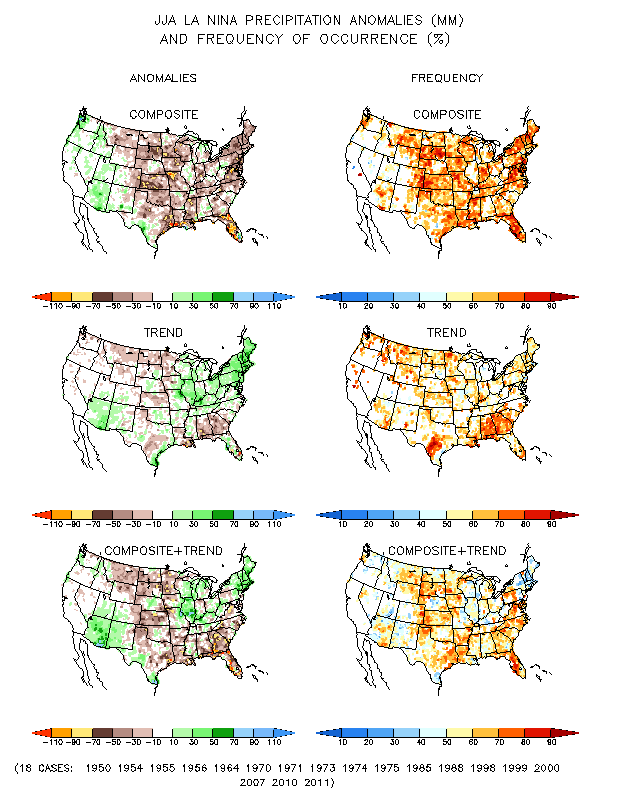 JJA LA NINA PRECIPITATION ANOMALIES (MM)
AND FREQUENCY OF OCCURRENCE (%)
ANOMALIES FREQUENCY
COMPOSITE COMPOSITE
-110 -90 -70 -50 -30 -10 10 30 50 70 90 110 10 20 30 40 50 60 70 80 90
TREND TREND
-110 -90 -70 -50 -30 -10 10 30 50 70 90 110 10 20 30 40 50 60 70 80 90
COMPOSITE+TREND COMPOSITE+TREND
-110 -90 -70 -50 -30 -10 10 30 50 70 90 110 10 20 30 40 50 60 70 80 90
(18 CASES: 1950 1954 1955 1956 1964 1970 1971 1973 1974 1975 1985 1988 1998 1999 2000
2007 2010 2011)